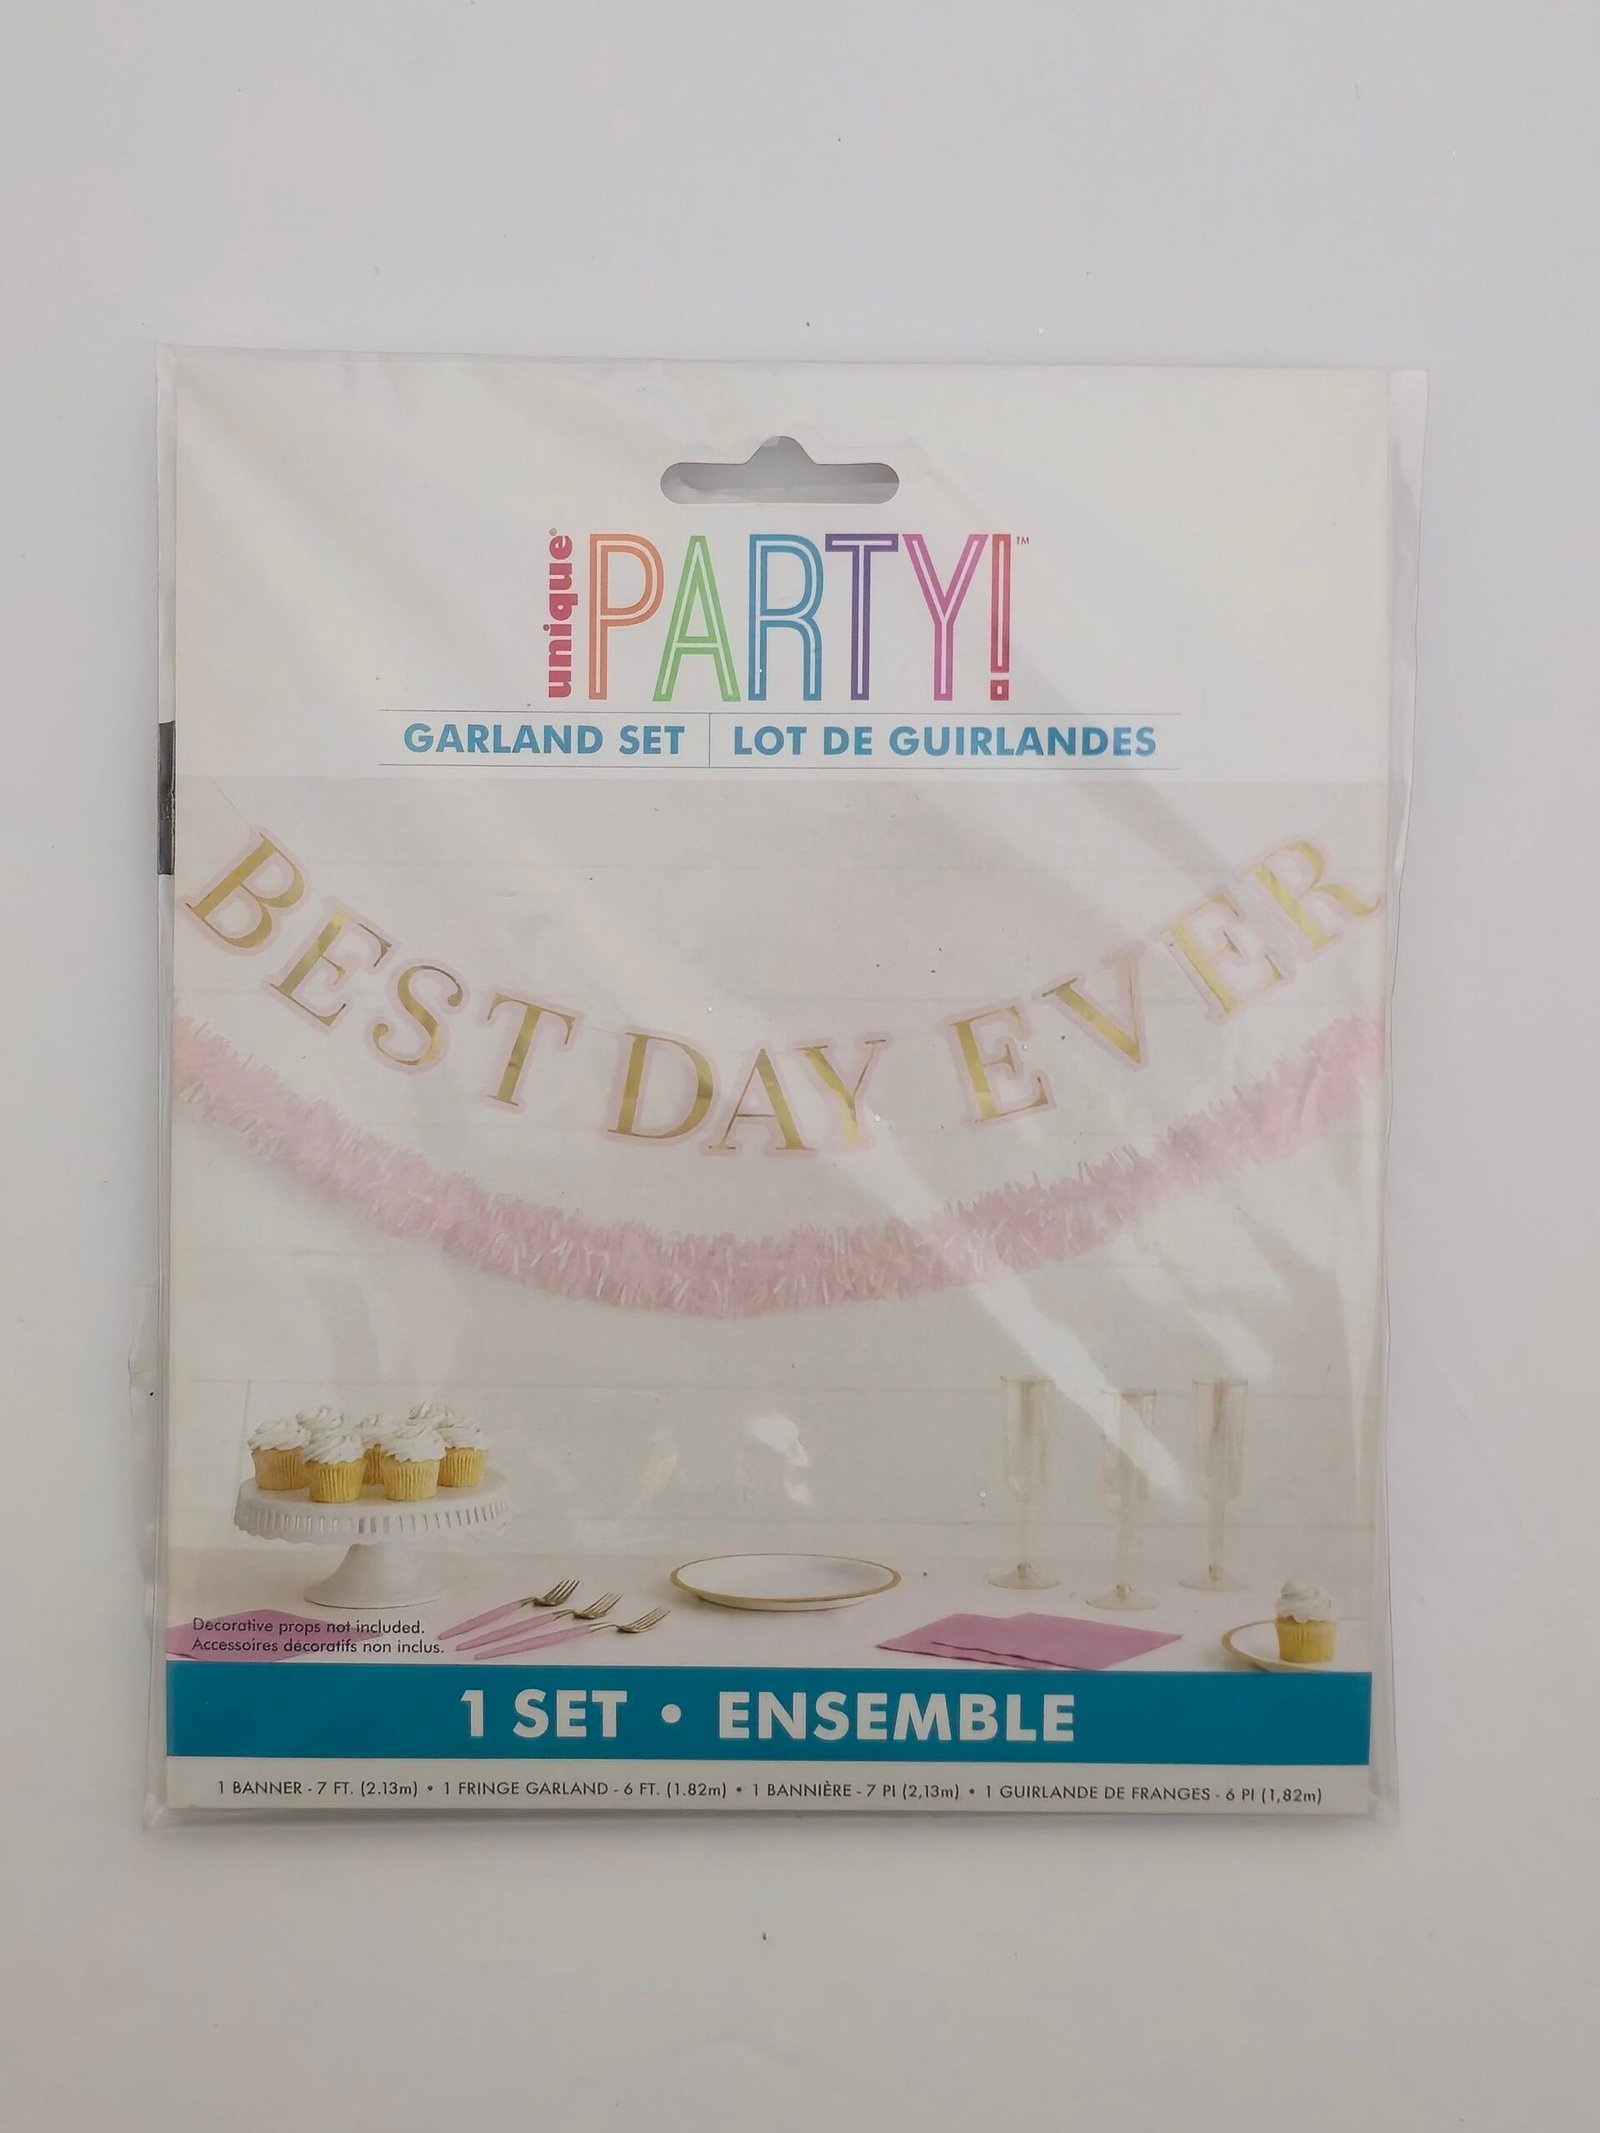 unique® PARTY!™
GARLAND SET | LOT DE GUIRLANDES
BEST DAY EVER
Decorative props not included.
Accessoires décoratifs non inclus.
1 SET • ENSEMBLE
1 BANNER - 7 FT. (2.13m) • 1 FRINGE GARLAND - 6 FT. (1.82m) • 1 BANNIÈRE - 7 PI (2,13m) • 1 GUIRLANDE DE FRANGES - 6 PI (1,82m)